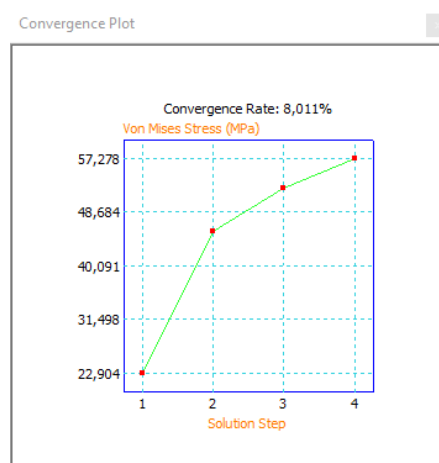 Convergence Plot
Convergence Rate: 8,011%
Von Mises Stress (MPa)
57,278
48,684
40,091
31,498
22,904
1 2 3 4
Solution Step